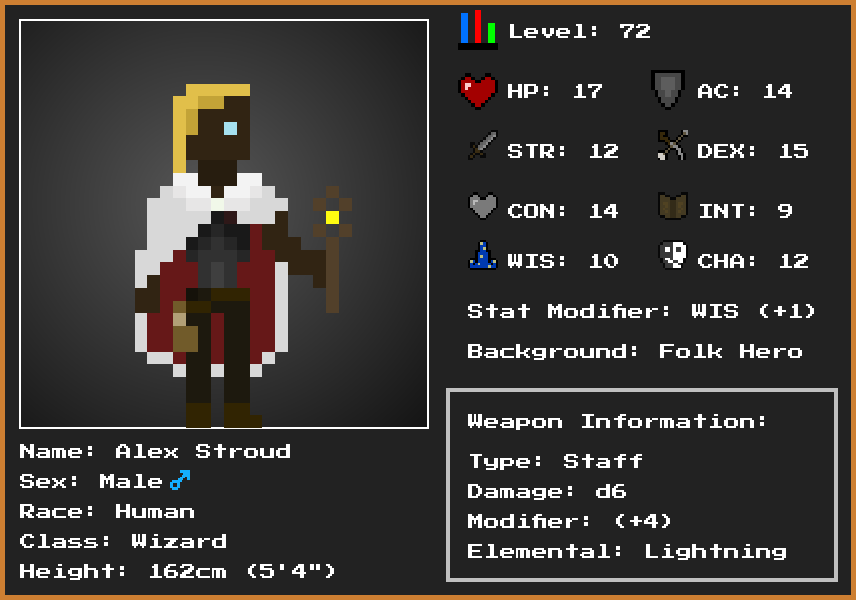 Level: 72
HP: 17 AC: 14
STR: 12 DEX: 15
CON: 14 INT: 9
WIS: 10 CHA: 12
Stat Modifier: WIS (+1)
Background: Folk Hero
Weapon Information:
Type: Staff
Damage: d6
Modifier: (+4)
Elemental: Lightning
Name: Alex Stroud
Sex: Male ♂
Race: Human
Class: Wizard
Height: 162cm (5'4")